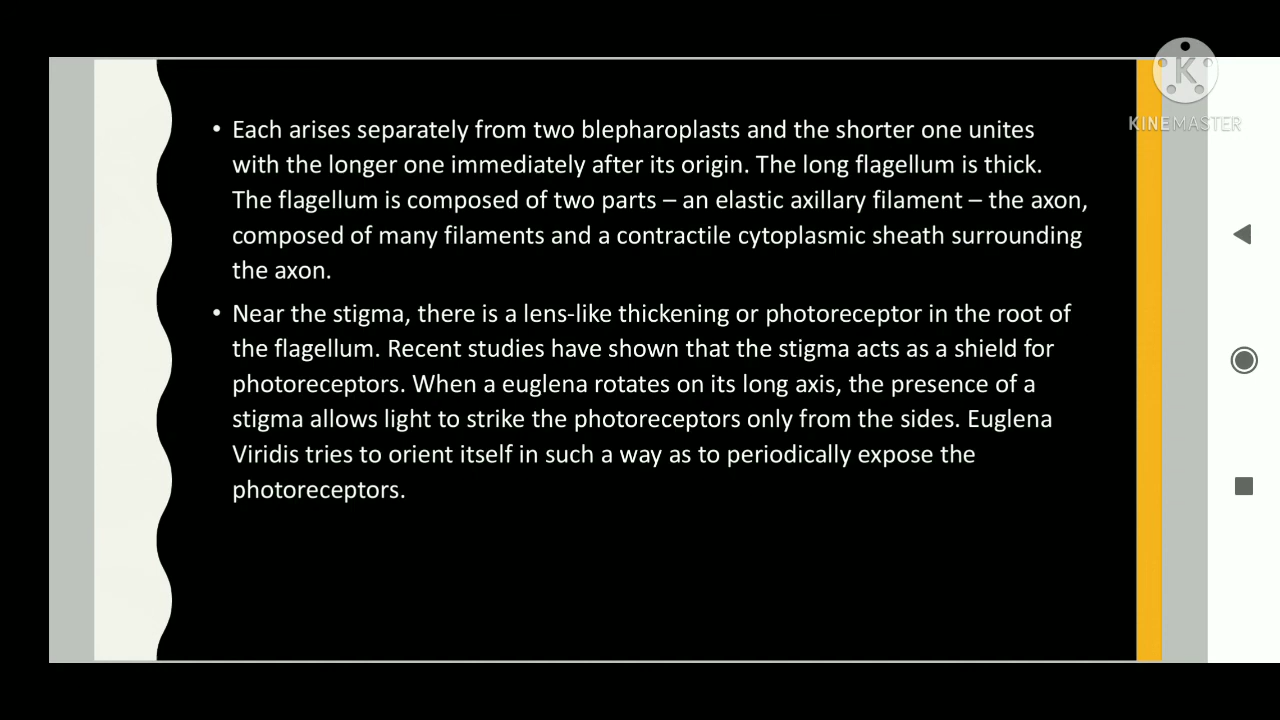 K
KINEMASTER
• Each arises separately from two blepharoplasts and the shorter one unites
with the longer one immediately after its origin. The long flagellum is thick.
The flagellum is composed of two parts – an elastic axillary filament – the axon,
composed of many filaments and a contractile cytoplasmic sheath surrounding
the axon.
• Near the stigma, there is a lens-like thickening or photoreceptor in the root of
the flagellum. Recent studies have shown that the stigma acts as a shield for
photoreceptors. When a euglena rotates on its long axis, the presence of a
stigma allows light to strike the photoreceptors only from the sides. Euglena
Viridis tries to orient itself in such a way as to periodically expose the
photoreceptors.